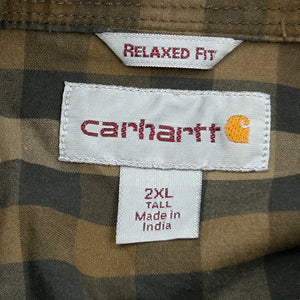 RELAXED FIT
carhartt
2XL
TALL
Made in
India